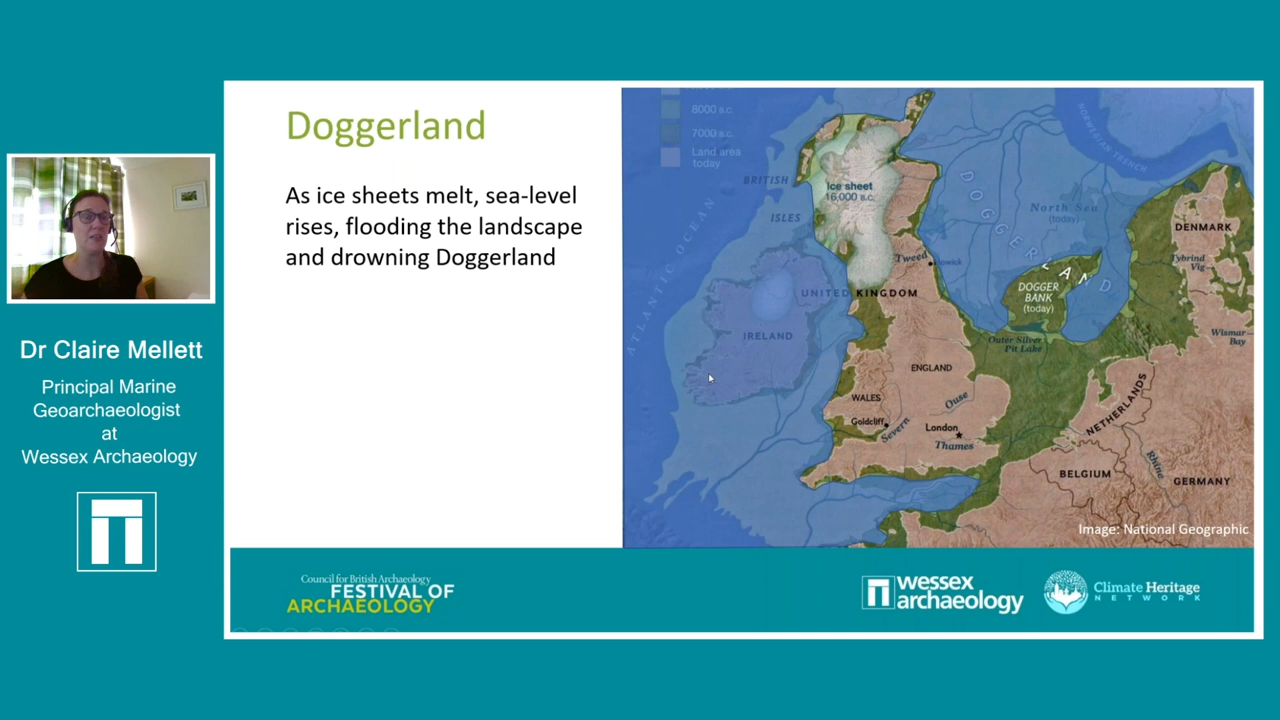 Doggerland
As ice sheets melt, sea-level
rises, flooding the landscape
and drowning Doggerland
Dr Claire Mellett
Principal Marine
Geoarchaeologist
at
Wessex Archaeology
8000 B.C.
7000 B.C.
Land area
today
BRITISH
ISLES
ATLANTIC OCEAN
Ice sheet
16,000 B.C.
NORWEGIAN TRENCH
North Sea
(today)
DOGGERLAND
DENMARK
Tybrind
Vig
Tweed
Howick
DOGGER
BANK
(today)
UNITED KINGDOM
IRELAND
Outer Silver
Pit Lake
Wismar
Bay
ENGLAND
WALES
Ouse
Goldcliff
Severn
London
Thames
NETHERLANDS
Rhine
BELGIUM
GERMANY
Image: National Geographic
Council for British Archaeology
FESTIVAL OF
ARCHAEOLOGY
wessex
archaeology
Climate Heritage
NETWORK